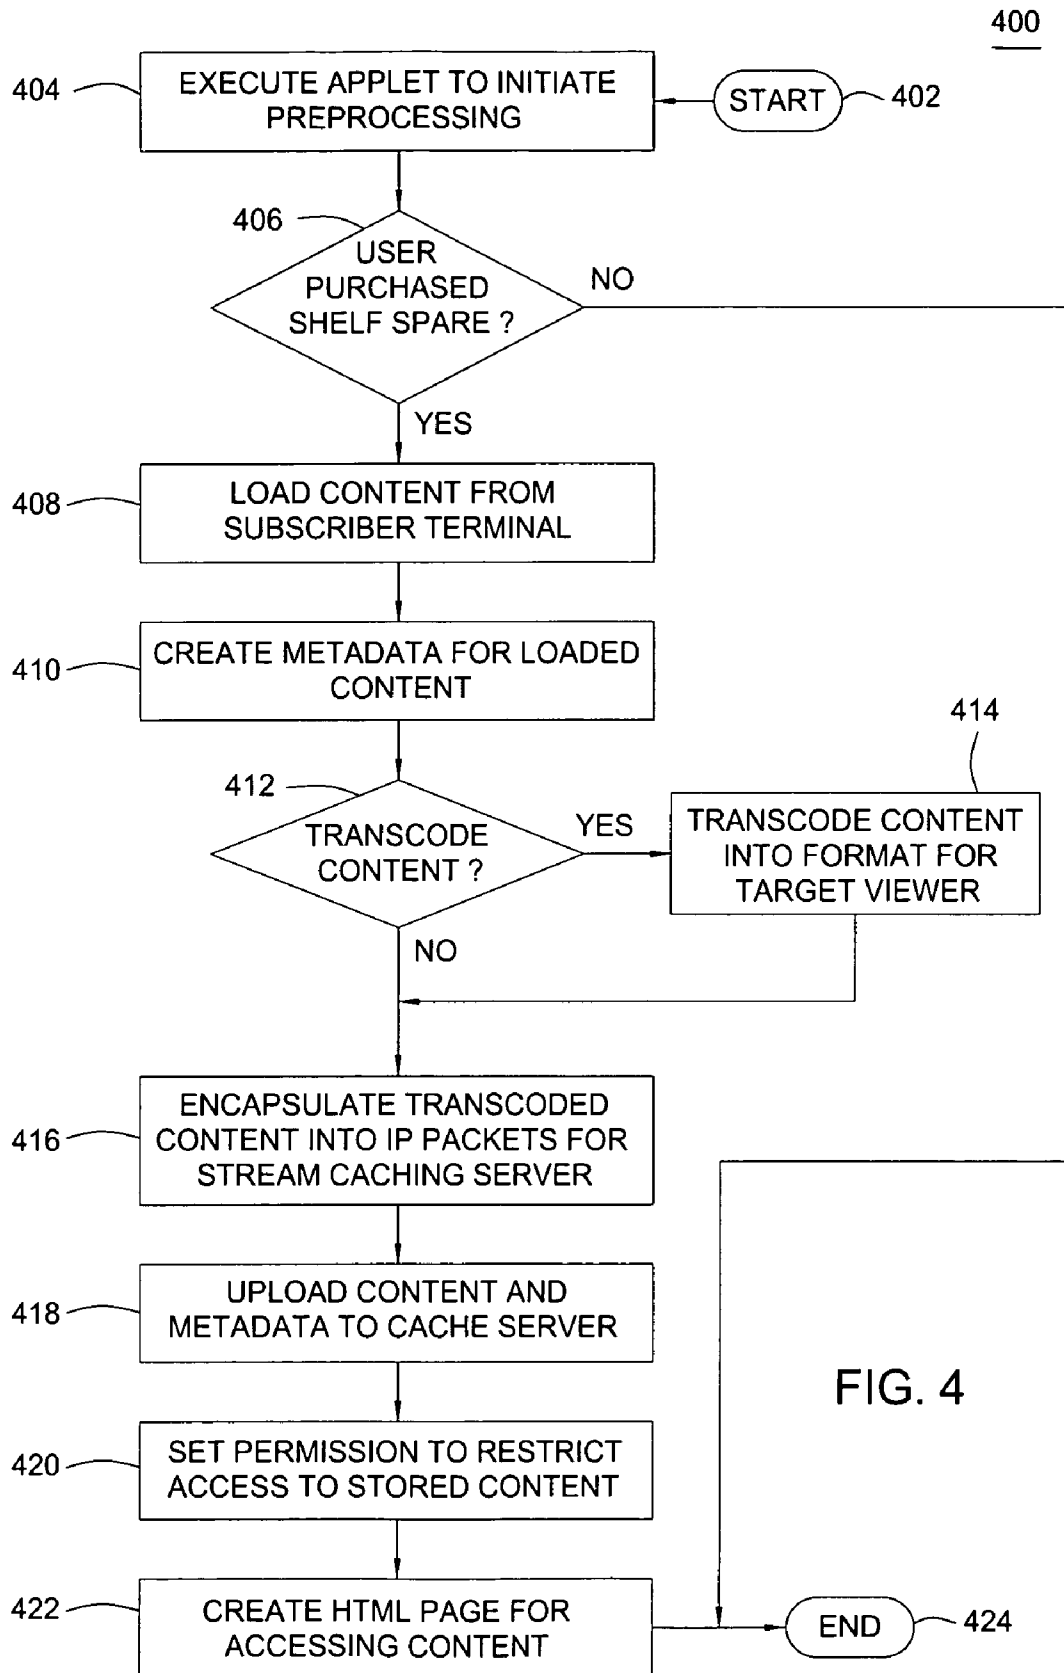 400
404
EXECUTE APPLET TO INITIATE
PREPROCESSING
START
402
406
USER
PURCHASED
SHELF SPARE ?
NO
YES
408
LOAD CONTENT FROM
SUBSCRIBER TERMINAL
410
CREATE METADATA FOR LOADED
CONTENT
414
412
TRANSCODE
CONTENT ?
YES
TRANSCODE CONTENT
INTO FORMAT FOR
TARGET VIEWER
NO
416
ENCAPSULATE TRANSCODED
CONTENT INTO IP PACKETS FOR
STREAM CACHING SERVER
418
UPLOAD CONTENT AND
METADATA TO CACHE SERVER
FIG. 4
420
SET PERMISSION TO RESTRICT
ACCESS TO STORED CONTENT
422
CREATE HTML PAGE FOR
ACCESSING CONTENT
END
424